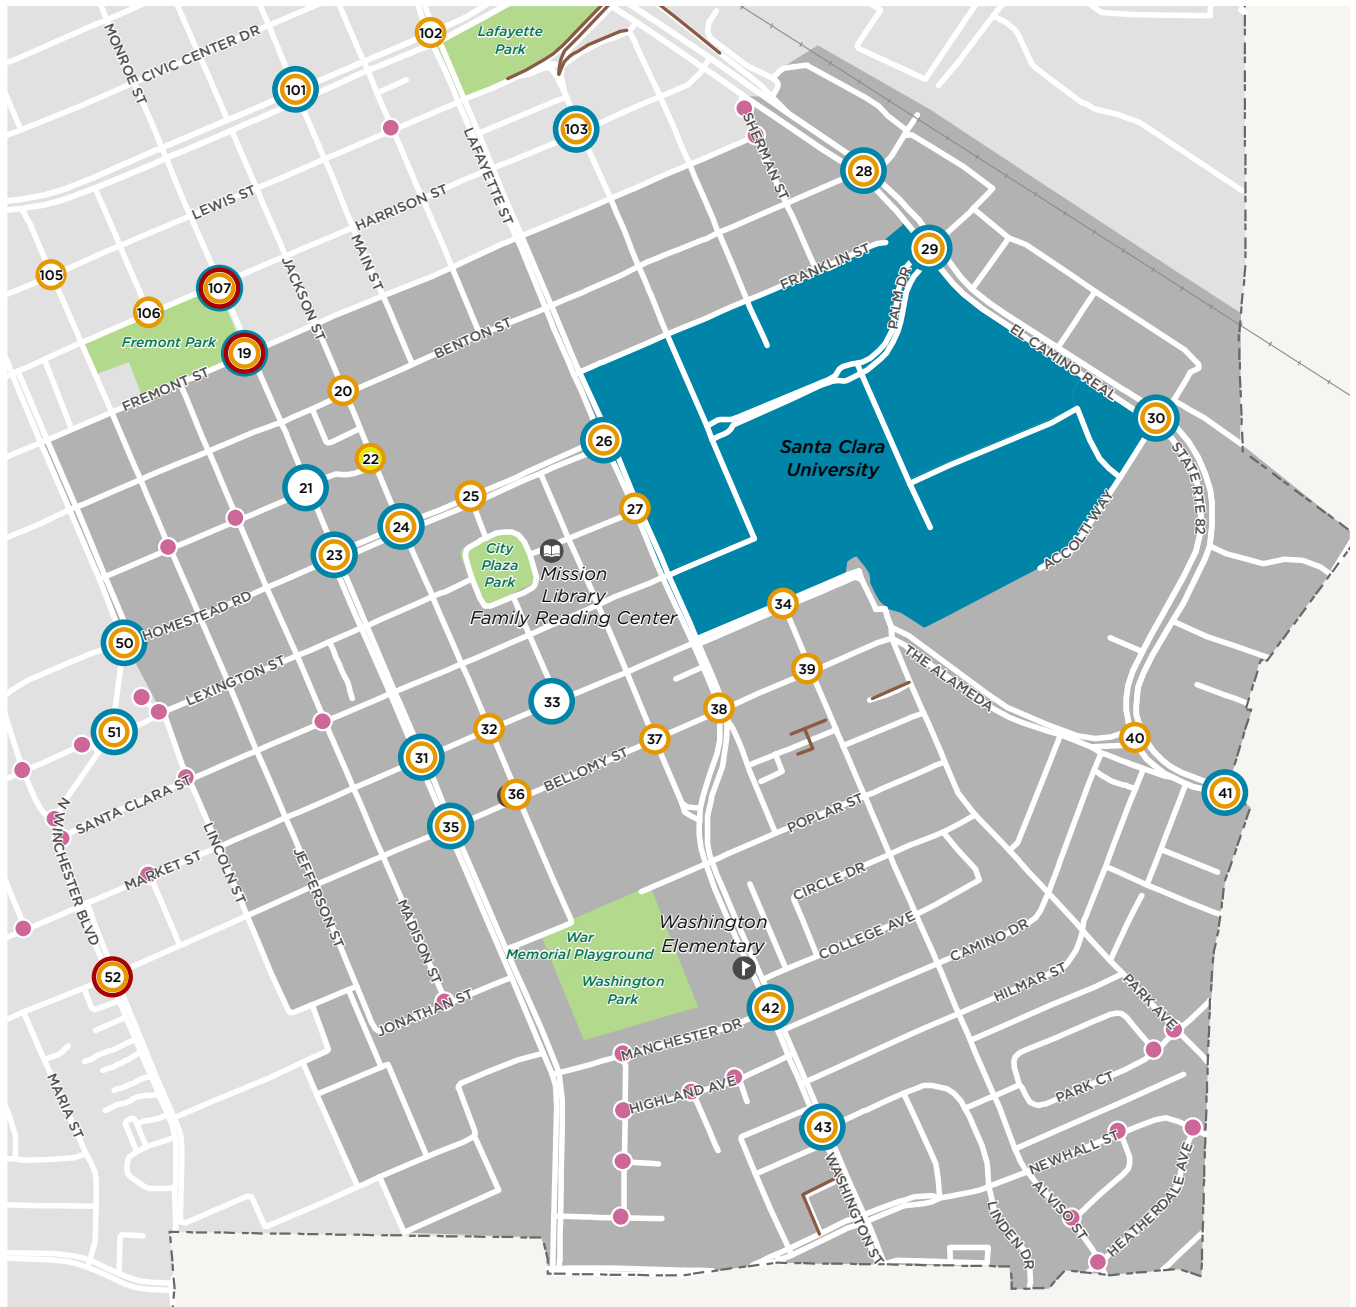 102
Lafayette
Park
MONROE ST
CIVIC CENTER DR
101
103
SHERMAN ST
LAFAYETTE ST
28
LEWIS ST
HARRISON ST
MAIN ST
JACKSON ST
105
107
106
Fremont Park
19
FREMONT ST
BENTON ST
FRANKLIN ST
29
PALM DR
EL CAMINO REAL
20
30
26
Santa Clara
University
22
21
25
27
24
23
STATE RTE 82
ACCOLTI WAY
City
Plaza
Park
Mission
Library
Family Reading Center
34
HOMESTEAD RD
50
LEXINGTON ST
39
THE ALAMEDA
33
38
51
32
37
40
31
BELLOMY ST
36
41
35
SANTA CLARA ST
N WINCHESTER BLVD
POPLAR ST
MARKET ST
LINCOLN ST
JEFFERSON ST
MADISON ST
CIRCLE DR
Washington
Elementary
War
Memorial Playground
Washington
Park
COLLEGE AVE
CAMINO DR
52
HILMAR ST
PARK AVE
42
JONATHAN ST
MANCHESTER DR
HIGHLAND AVE
PARK CT
MARIA ST
43
NEWHALL ST
WASHINGTON ST
ALVISO ST
LINDEN DR
HEATHERDALE AVE